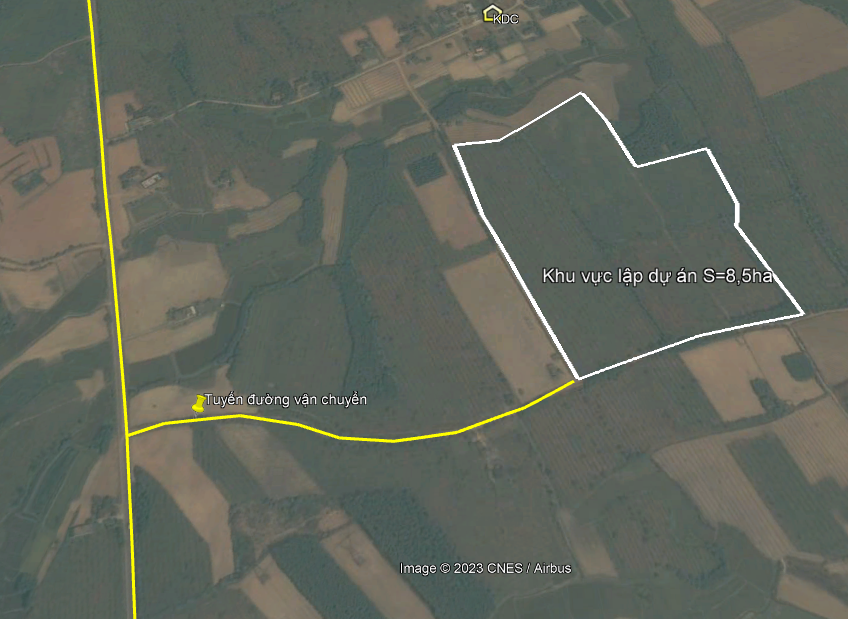 KDC
Khu vực lập dự án S=8,5ha
Tuyến đường vận chuyển
Image © 2023 CNES / Airbus